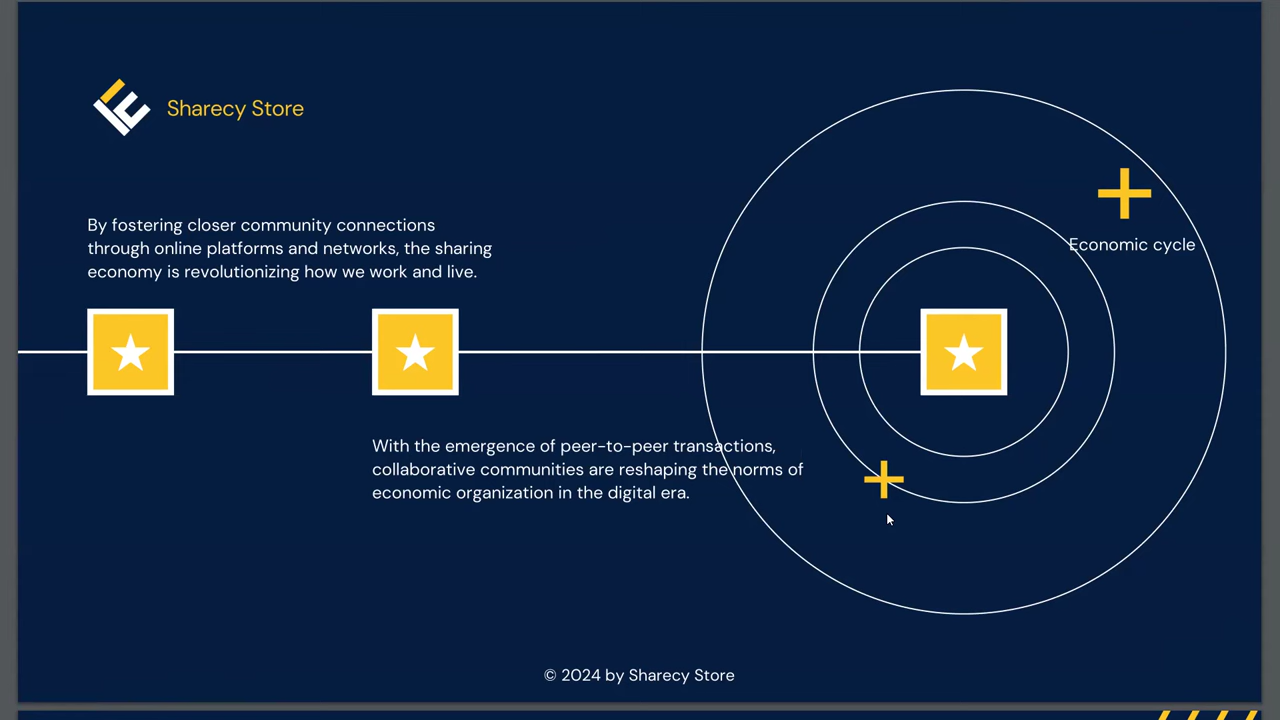 Sharecy Store
By fostering closer community connections
through online platforms and networks, the sharing
economy is revolutionizing how we work and live.
Economic cycle
With the emergence of peer-to-peer transactions,
collaborative communities are reshaping the norms of
economic organization in the digital era.
© 2024 by Sharecy Store